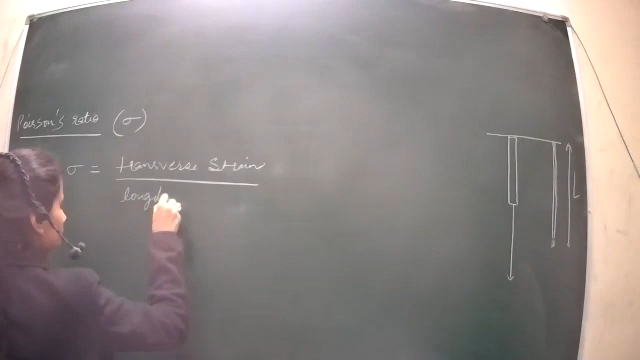 Poisson's ratio (σ)
σ = transverse Strain
longi
L